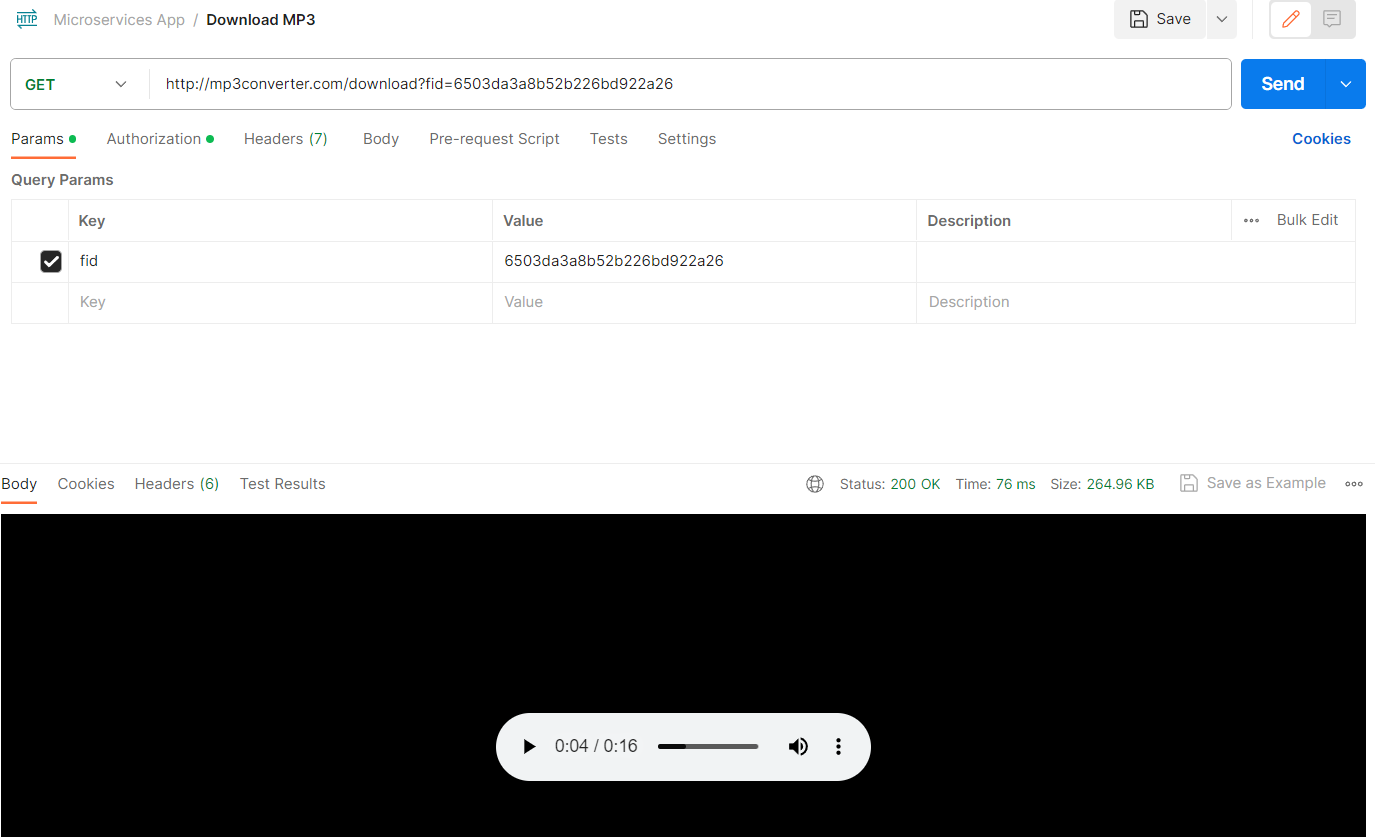 HTTP Microservices App / Download MP3 Save
GET http://mp3converter.com/download?fid=6503da3a8b52b226bd922a26 Send
Params Authorization Headers (7) Body Pre-request Script Tests Settings Cookies
Query Params
Key Value Description Bulk Edit
fid 6503da3a8b52b226bd922a26
Key Value Description
Body Cookies Headers (6) Test Results Status: 200 OK Time: 76 ms Size: 264.96 KB Save as Example
0:04 / 0:16